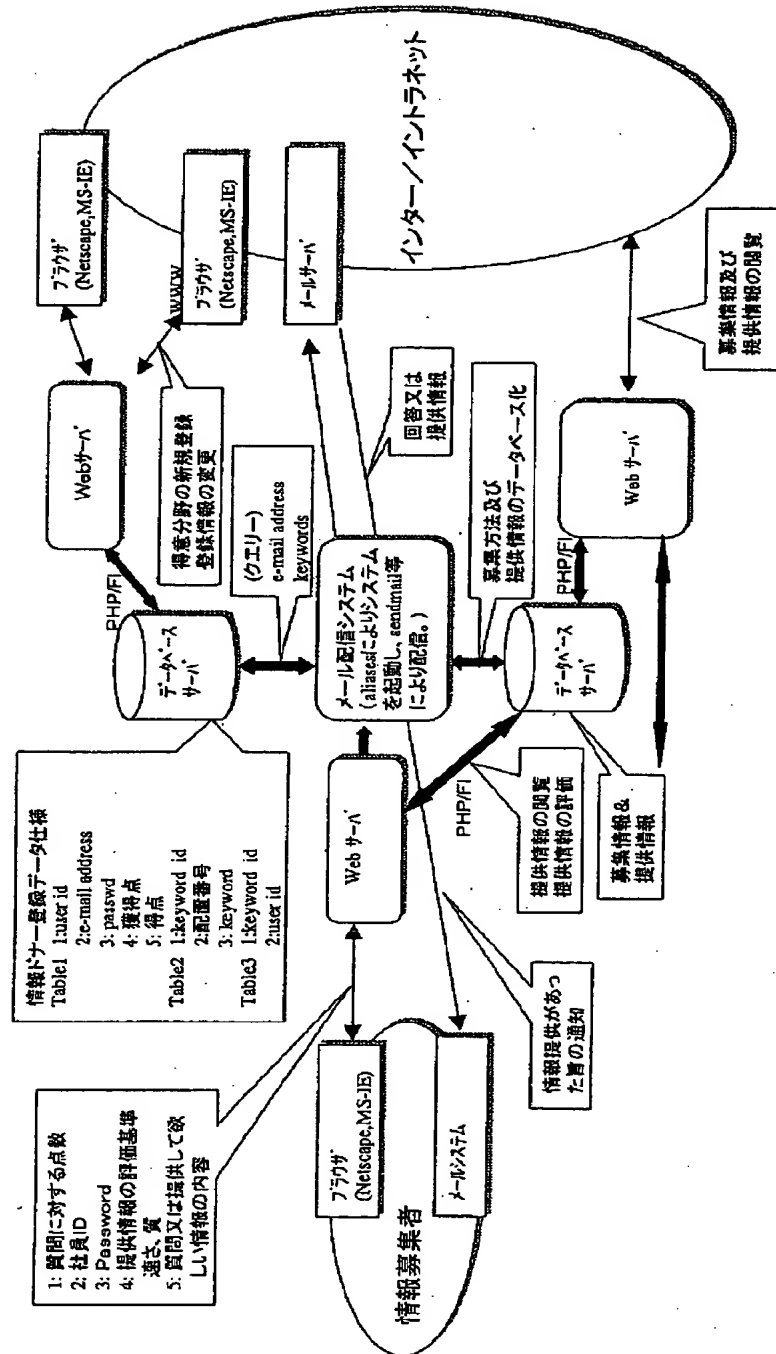 1: 質問に対する点数
2: 社員ID
3: Password
4: 提供情報の評価基準
速さ、質
5: 質問又は提供して欲
しい情報の内容
情報ドナー登録データ仕様
Table1 1:user id
2:e-mail address
3: passwd
4: 獲得点
5: 得点
Table2 1:keyword id
2:配置番号
3: keyword
Table3 1:keyword id
2:user id
データベース
サーバ
PHP/FI
Webサーバ
ブラウザ
(Netscape,MS-IE)
得意分野の新規登録
登録情報の変更
WWW
ブラウザ
(Netscape,MS-IE)
(クエリー)
e-mail address
keywords
メールサーバ
情報募集者
ブラウザ
(Netscape,MS-IE)
メールシステム
Web サーバ
メール配信システム
(aliasesによりシステム
を起動し、sendmail等
により配信。)
回答又は
提供情報
インター/イントラネット
募集方法及び
提供情報のデータベース化
PHP/FI
提供情報の閲覧
提供情報の評価
情報提供があっ
た旨の通知
データベース
サーバ
募集情報&
提供情報
PHP/FI
Web サーバ
募集情報及び
提供情報の閲覧